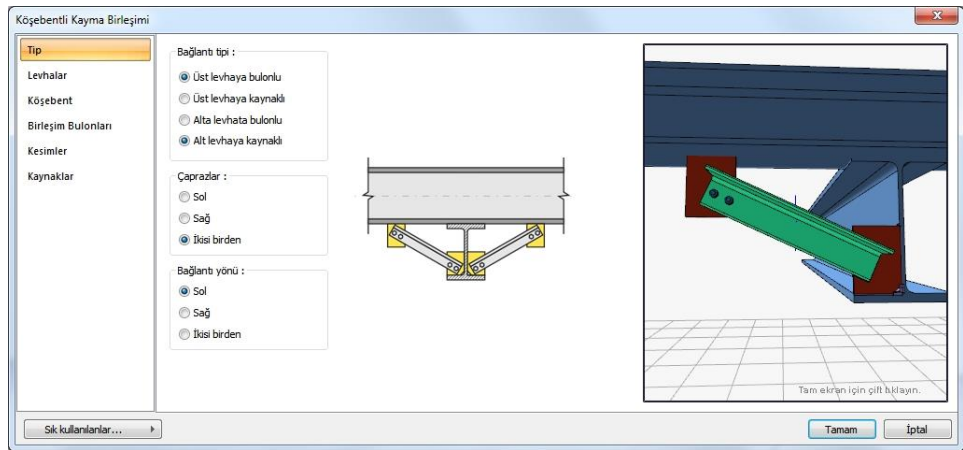 Köşebentli Kayma Birleşimi
Tip
Levhalar
Köşebent
Birleşim Bulonları
Kesimler
Kaynaklar
Bağlantı tipi :
Üst levhaya bulonlu
Üst levhaya kaynaklı
Alta levhata bulonlu
Alt levhaya kaynaklı
Çaprazlar :
Sol
Sağ
İkisi birden
Bağlantı yönü :
Sol
Sağ
İkisi birden
Tam ekran için çift tıklayın.
Sık kullanılanlar...
Tamam
İptal